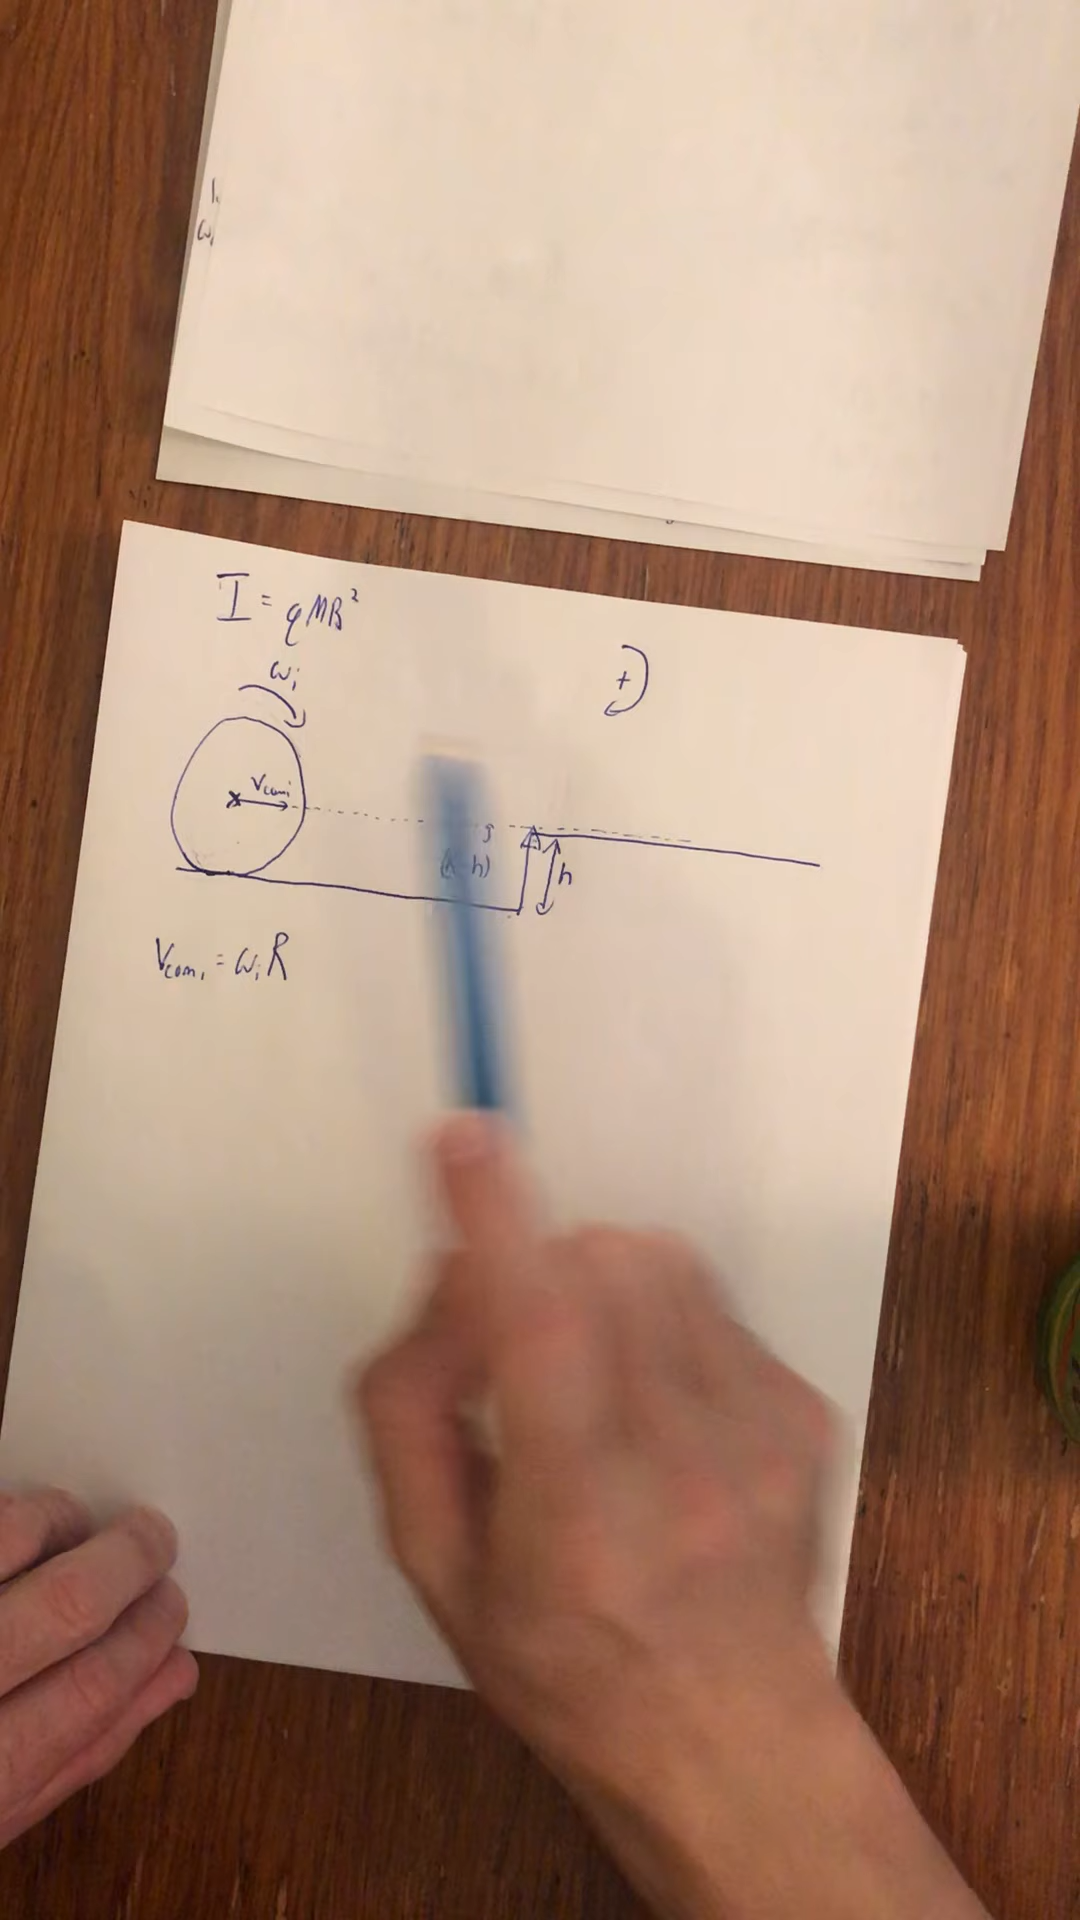 I = qMR²
ωᵢ
+
V_comᵢ
h)
h
V_comᵢ = ωᵢR